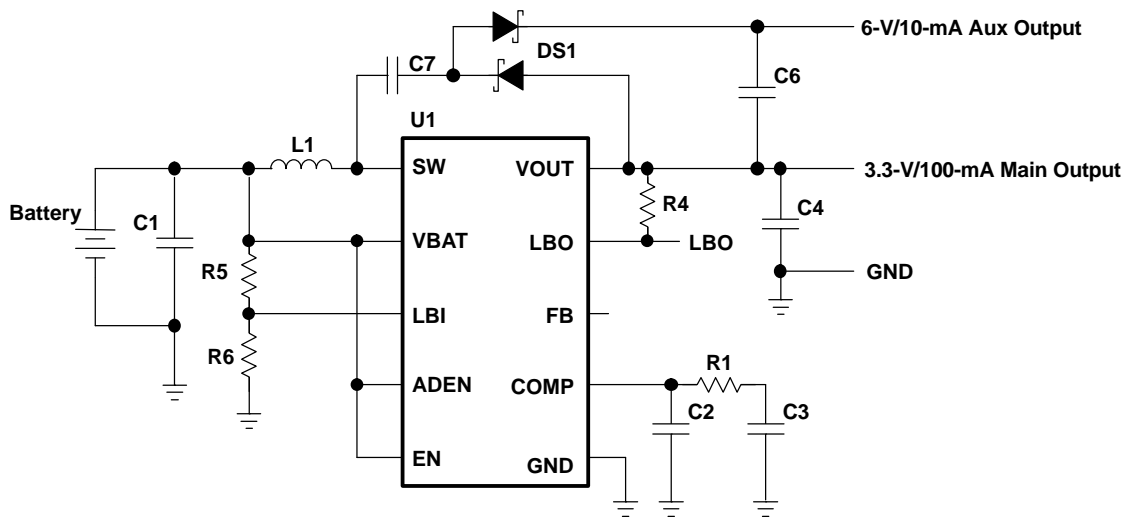 6-V/10-mA Aux Output
DS1
C7
C6
U1
L1
SW
VOUT
3.3-V/100-mA Main Output
R4
Battery
C1
C4
VBAT
LBO
LBO
R5
GND
LBI
FB
R6
R1
ADEN
COMP
C2
C3
EN
GND